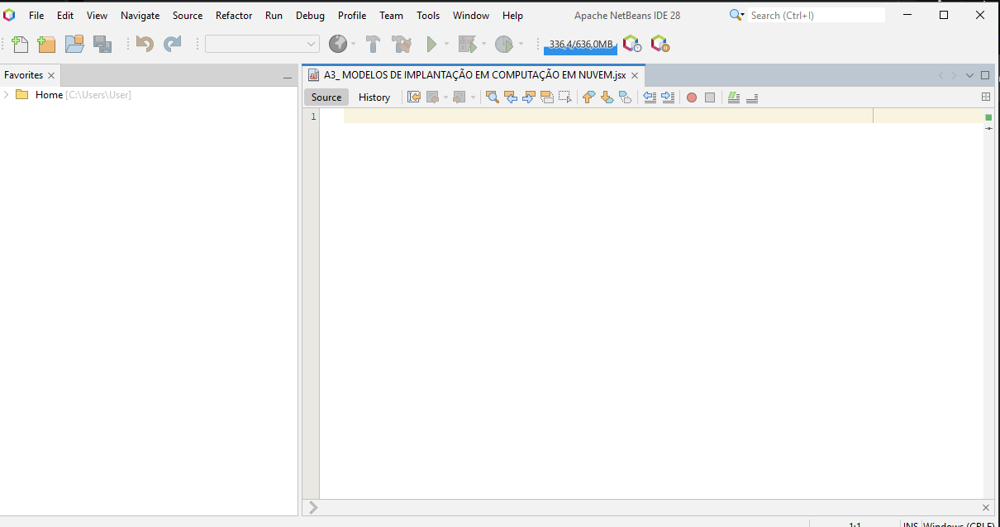 File Edit View Navigate Source Refactor Run Debug Profile Team Tools Window Help Apache NetBeans IDE 28 Search (Ctrl+I)
336,4/636,0MB
Favorites
A3_ MODELOS DE IMPLANTAÇÃO EM COMPUTAÇÃO EM NUVEM.jsx
Home [C:\Users\User]
Source History
1
1:1 INS Windows (CRLF)